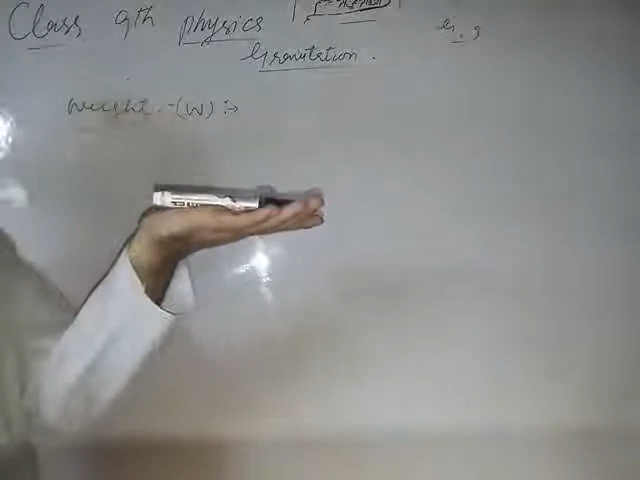 Class 9th physics
G, g
Gravitation.
Weight :-(W) :→